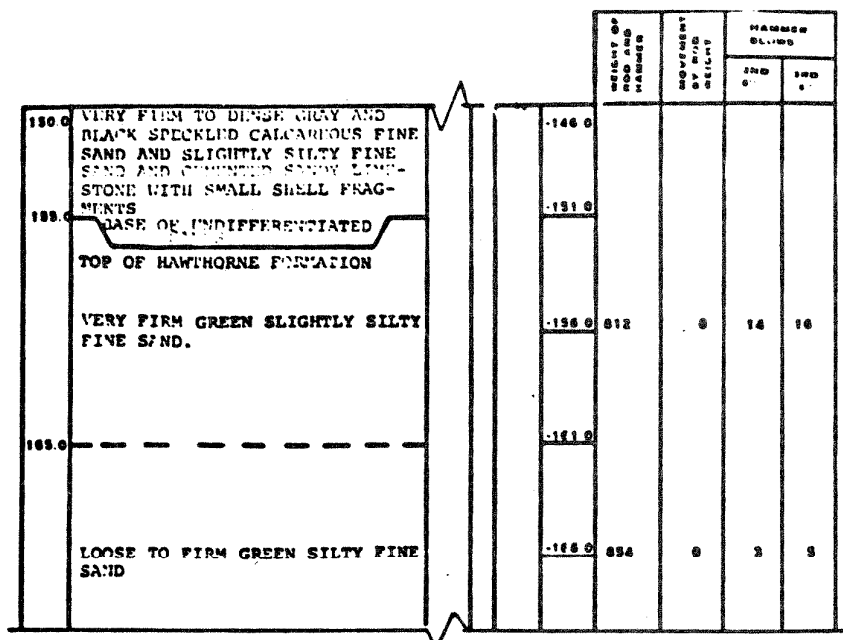 WEIGHT OF
ROD AND
HAMMER
MOVEMENT
BY ROD
WEIGHT
HAMMER
BLOWS
2ND
6"
3RD
6"
150.0
VERY FIRM TO DENSE GRAY AND
BLACK SPECKLED CALCAREOUS FINE
SAND AND SLIGHTLY SILTY FINE
SAND AND CEMENTED SANDY LIME-
STONE WITH SMALL SHELL FRAG-
MENTS
-146.0
155.0
BASE OF UNDIFFERENTIATED
-151.0
TOP OF HAWTHORNE FORMATION
VERY FIRM GREEN SLIGHTLY SILTY
FINE SAND.
-156.0 812 0 14 16
165.0
-161.0
LOOSE TO FIRM GREEN SILTY FINE
SAND
-166.0 0